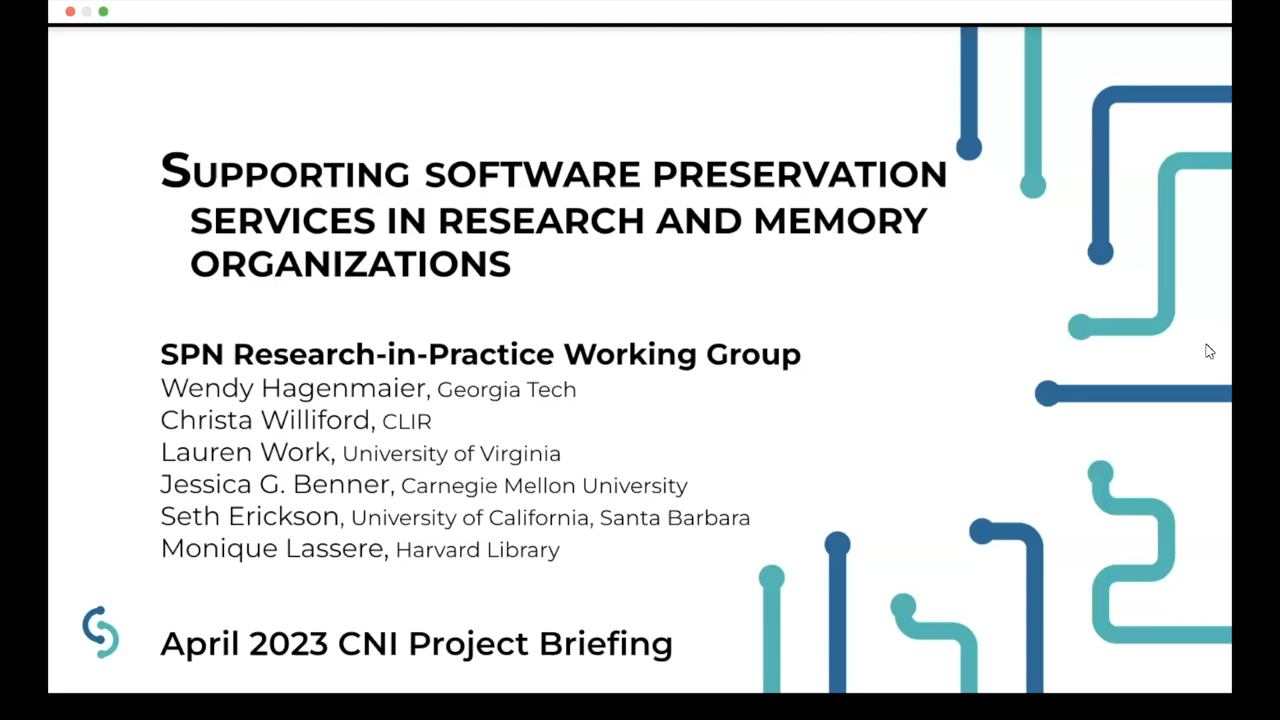 SUPPORTING SOFTWARE PRESERVATION
SERVICES IN RESEARCH AND MEMORY
ORGANIZATIONS
SPN Research-in-Practice Working Group
Wendy Hagenmaier, Georgia Tech
Christa Williford, CLIR
Lauren Work, University of Virginia
Jessica G. Benner, Carnegie Mellon University
Seth Erickson, University of California, Santa Barbara
Monique Lassere, Harvard Library
April 2023 CNI Project Briefing